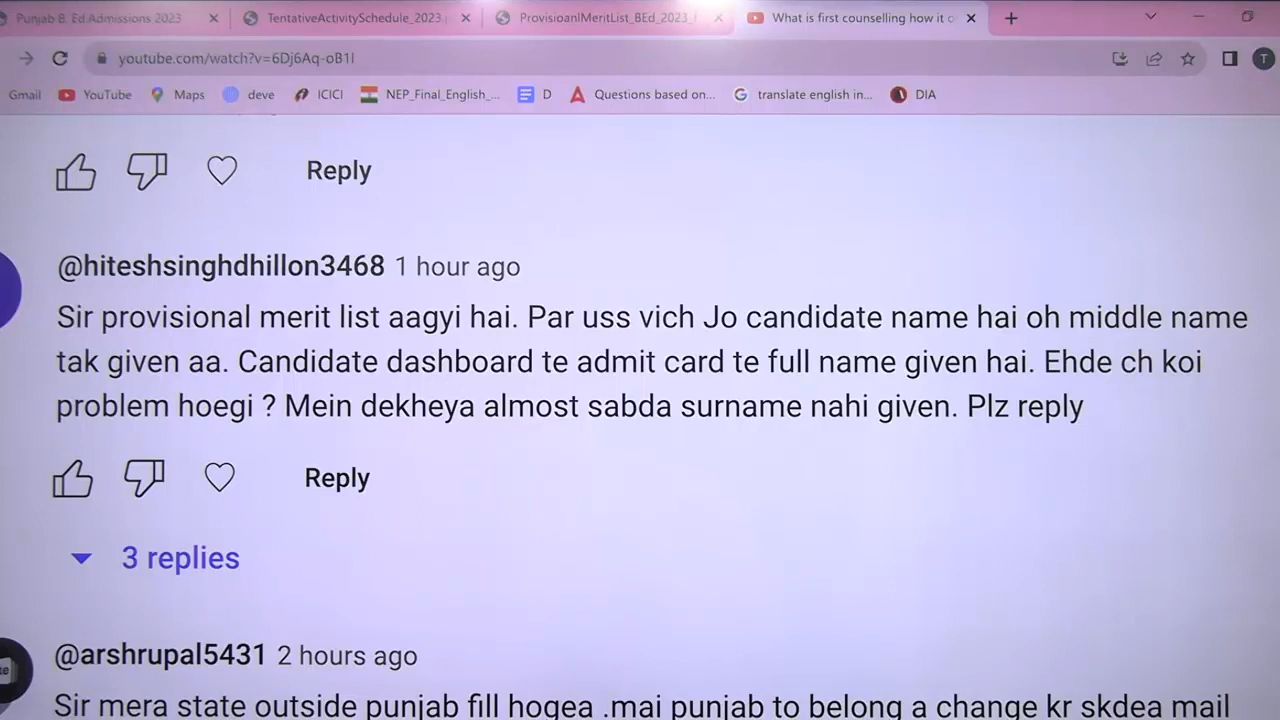 Punjab B. Ed Admissions 2023
TentativeActivitySchedule_2023
ProvisioanlMeritList_BEd_2023_
What is first counselling how it o
youtube.com/watch?v=6Dj6Aq-oB1I
T
Gmail
YouTube
Maps
deve
ICICI
NEP_Final_English_...
D
Questions based on...
translate english in...
DIA
Reply
@hiteshsinghdhillon3468 1 hour ago
Sir provisional merit list aagyi hai. Par uss vich Jo candidate name hai oh middle name
tak given aa. Candidate dashboard te admit card te full name given hai. Ehde ch koi
problem hoegi ? Mein dekheya almost sabda surname nahi given. Plz reply
Reply
3 replies
@arshrupal5431 2 hours ago
Sir mera state outside punjab fill hogea .mai punjab to belong a change kr skdea mail